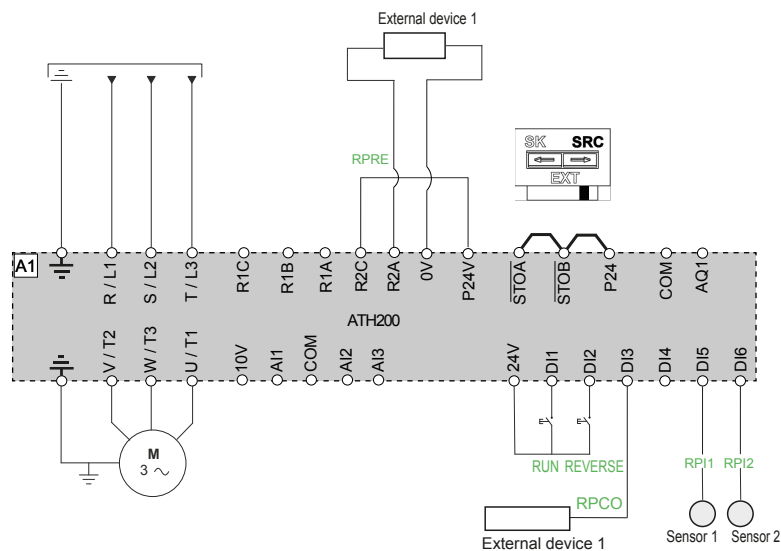 External device 1
SK SRC
EXT
RPRE
A1
R / L1
S / L2
T / L3
R1C
R1B
R1A
R2C
R2A
0V
P24V
STOA
STOB
P24
COM
AQ1
ATH200
V / T2
W / T3
U / T1
10V
AI1
COM
AI2
AI3
24V
DI1
DI2
DI3
DI4
DI5
DI6
M
3 ~
RUN REVERSE
RPI1
RPI2
RPCO
External device 1
Sensor 1
Sensor 2